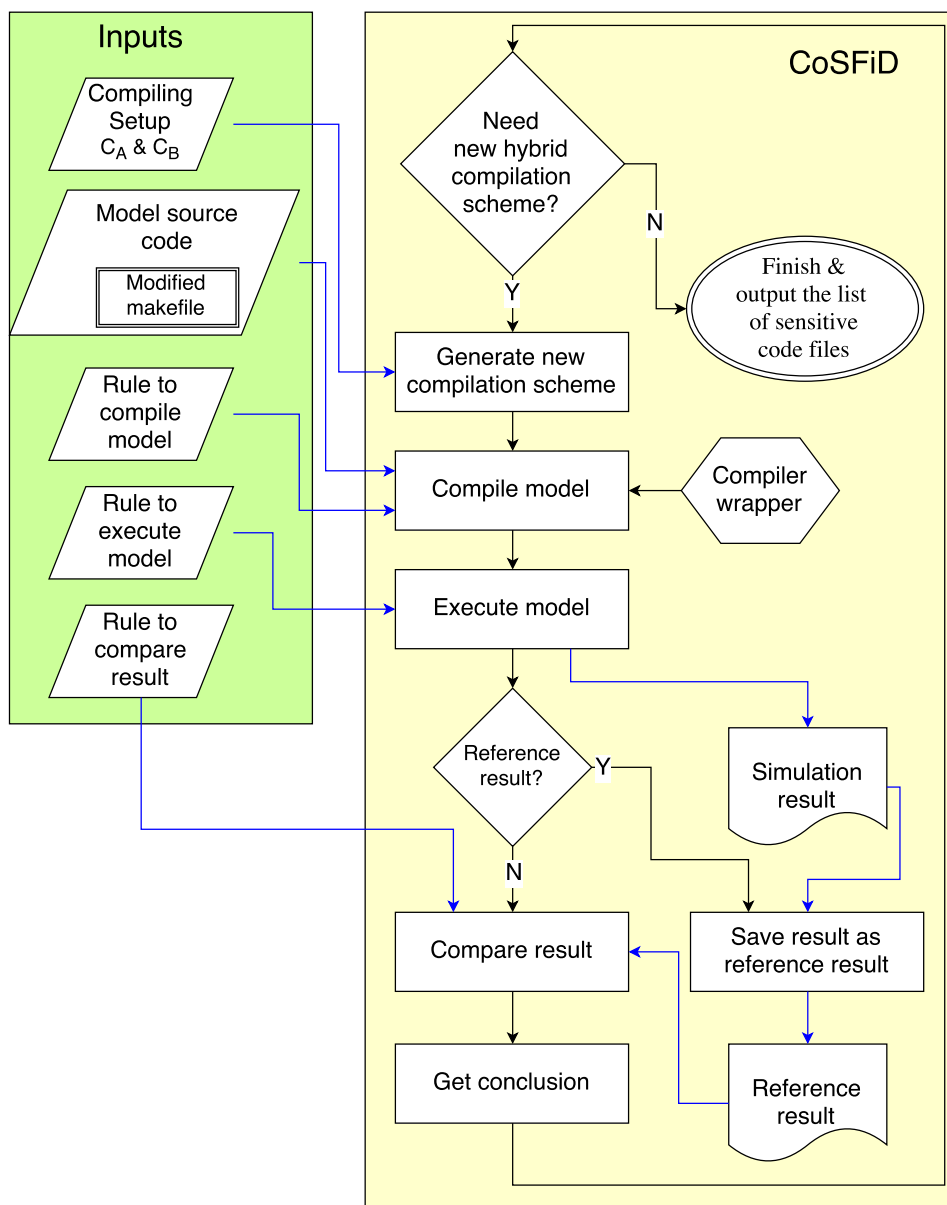 Inputs
Compiling
Setup
C_A & C_B
Model source
code
Modified
makefile
Rule to
compile
model
Rule to
execute
model
Rule to
compare
result
CoSFiD
Need
new hybrid
compilation
scheme?
N
Y
Finish &
output the list
of sensitive
code files
Generate new
compilation scheme
Compile model
Compiler
wrapper
Execute model
Reference
result?
Y
N
Simulation
result
Compare result
Save result as
reference result
Get conclusion
Reference
result